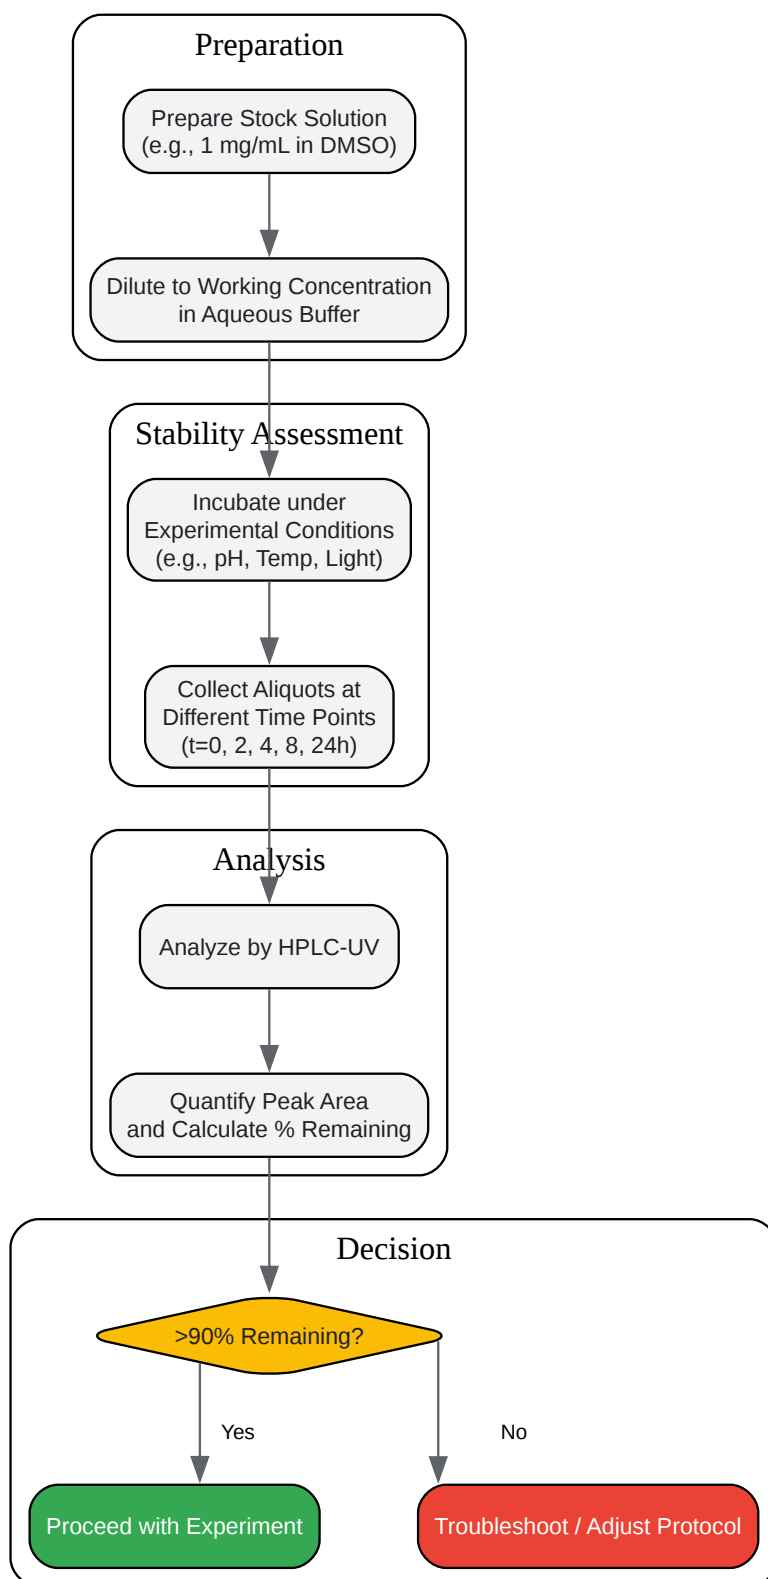 Preparation
Prepare Stock Solution
(e.g., 1 mg/mL in DMSO)
Dilute to Working Concentration
in Aqueous Buffer
Stability Assessment
Incubate under
Experimental Conditions
(e.g., pH, Temp, Light)
Collect Aliquots at
Different Time Points
(t=0, 2, 4, 8, 24h)
Analysis
Analyze by HPLC-UV
Quantify Peak Area
and Calculate % Remaining
Decision
>90% Remaining?
Yes
No
Proceed with Experiment
Troubleshoot / Adjust Protocol